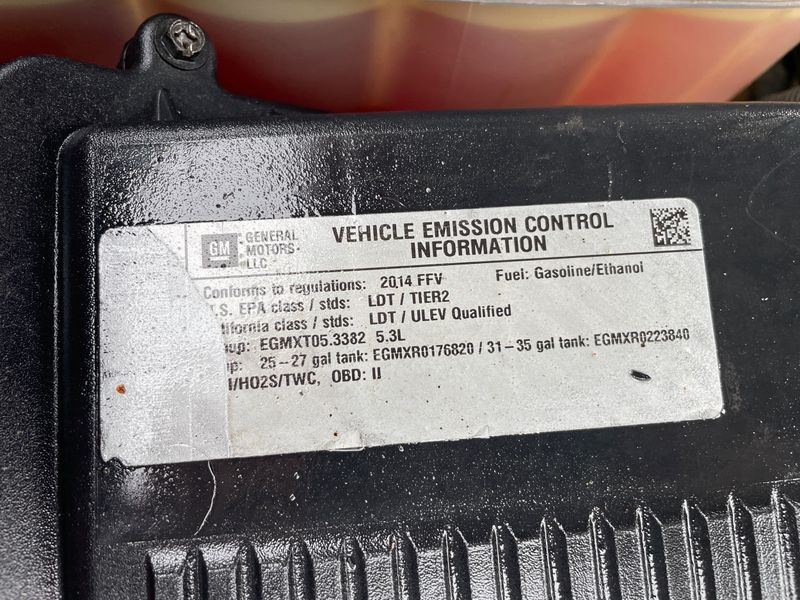 GM
GENERAL
MOTORS
LLC
VEHICLE EMISSION CONTROL
INFORMATION
Conforms to regulations: 2014 FFV Fuel: Gasoline/Ethanol
.S. EPA class / stds: LDT / TIER2
lifornia class / stds: LDT / ULEV Qualified
up: EGMXT05.3382 5.3L
p: 25-27 gal tank: EGMXR0176820 / 31-35 gal tank: EGMXR0223840
I/HO2S/TWC, OBD: II